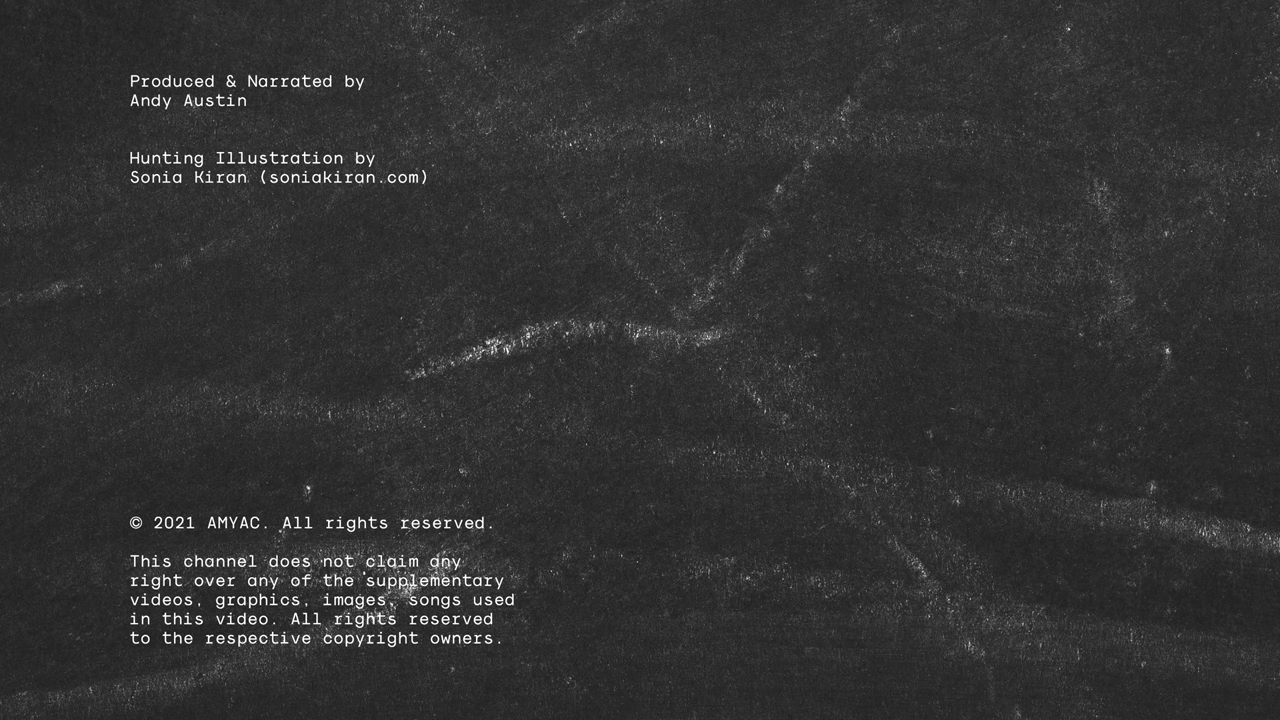 Produced & Narrated by
Andy Austin
Hunting Illustration by
Sonia Kiran (soniakiran.com)
© 2021 AMYAC. All rights reserved.
This channel does not claim any
right over any of the supplementary
videos, graphics, images, songs used
in this video. All rights reserved
to the respective copyright owners.